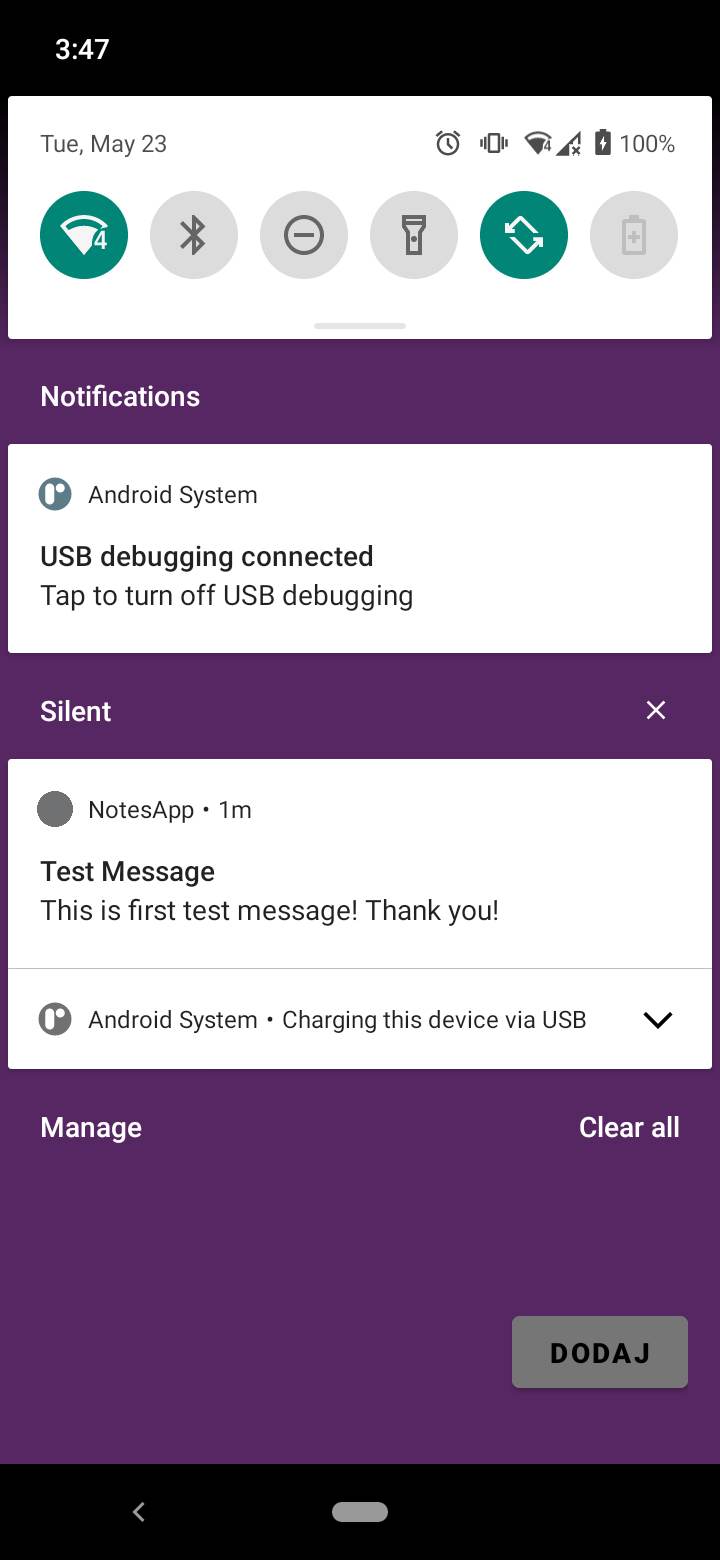 3:47
Tue, May 23
4
100%
4
Notifications
Android System
USB debugging connected
Tap to turn off USB debugging
Silent
NotesApp • 1m
Test Message
This is first test message! Thank you!
Android System • Charging this device via USB
Manage
Clear all
DODAJ